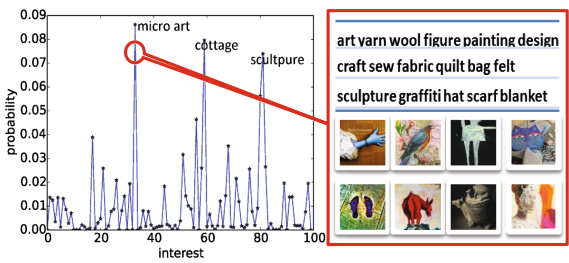 0.09
0.08
0.07
0.06
0.05
0.04
0.03
0.02
0.01
0.00
probability
micro art
cottage
scultpure
0 20 40 60 80 100
interest
art yarn wool figure painting design
craft sew fabric quilt bag felt
sculpture graffiti hat scarf blanket